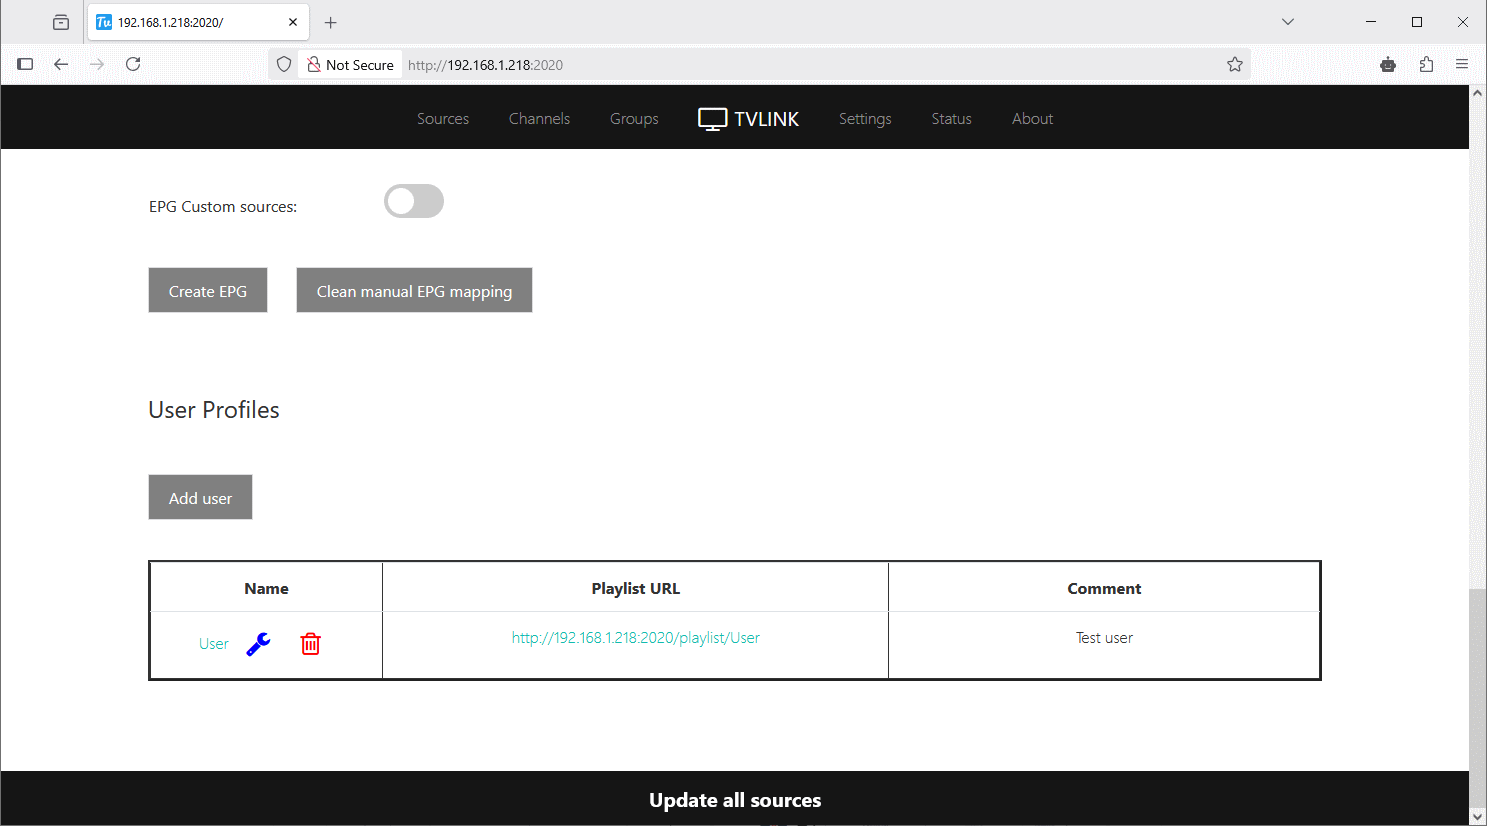 Tu 192.168.1.218:2020/
Not Secure http://192.168.1.218:2020
Sources Channels Groups TVLINK Settings Status About
EPG Custom sources:
Create EPG Clean manual EPG mapping
User Profiles
Add user
Name Playlist URL Comment
User http://192.168.1.218:2020/playlist/User Test user
Update all sources